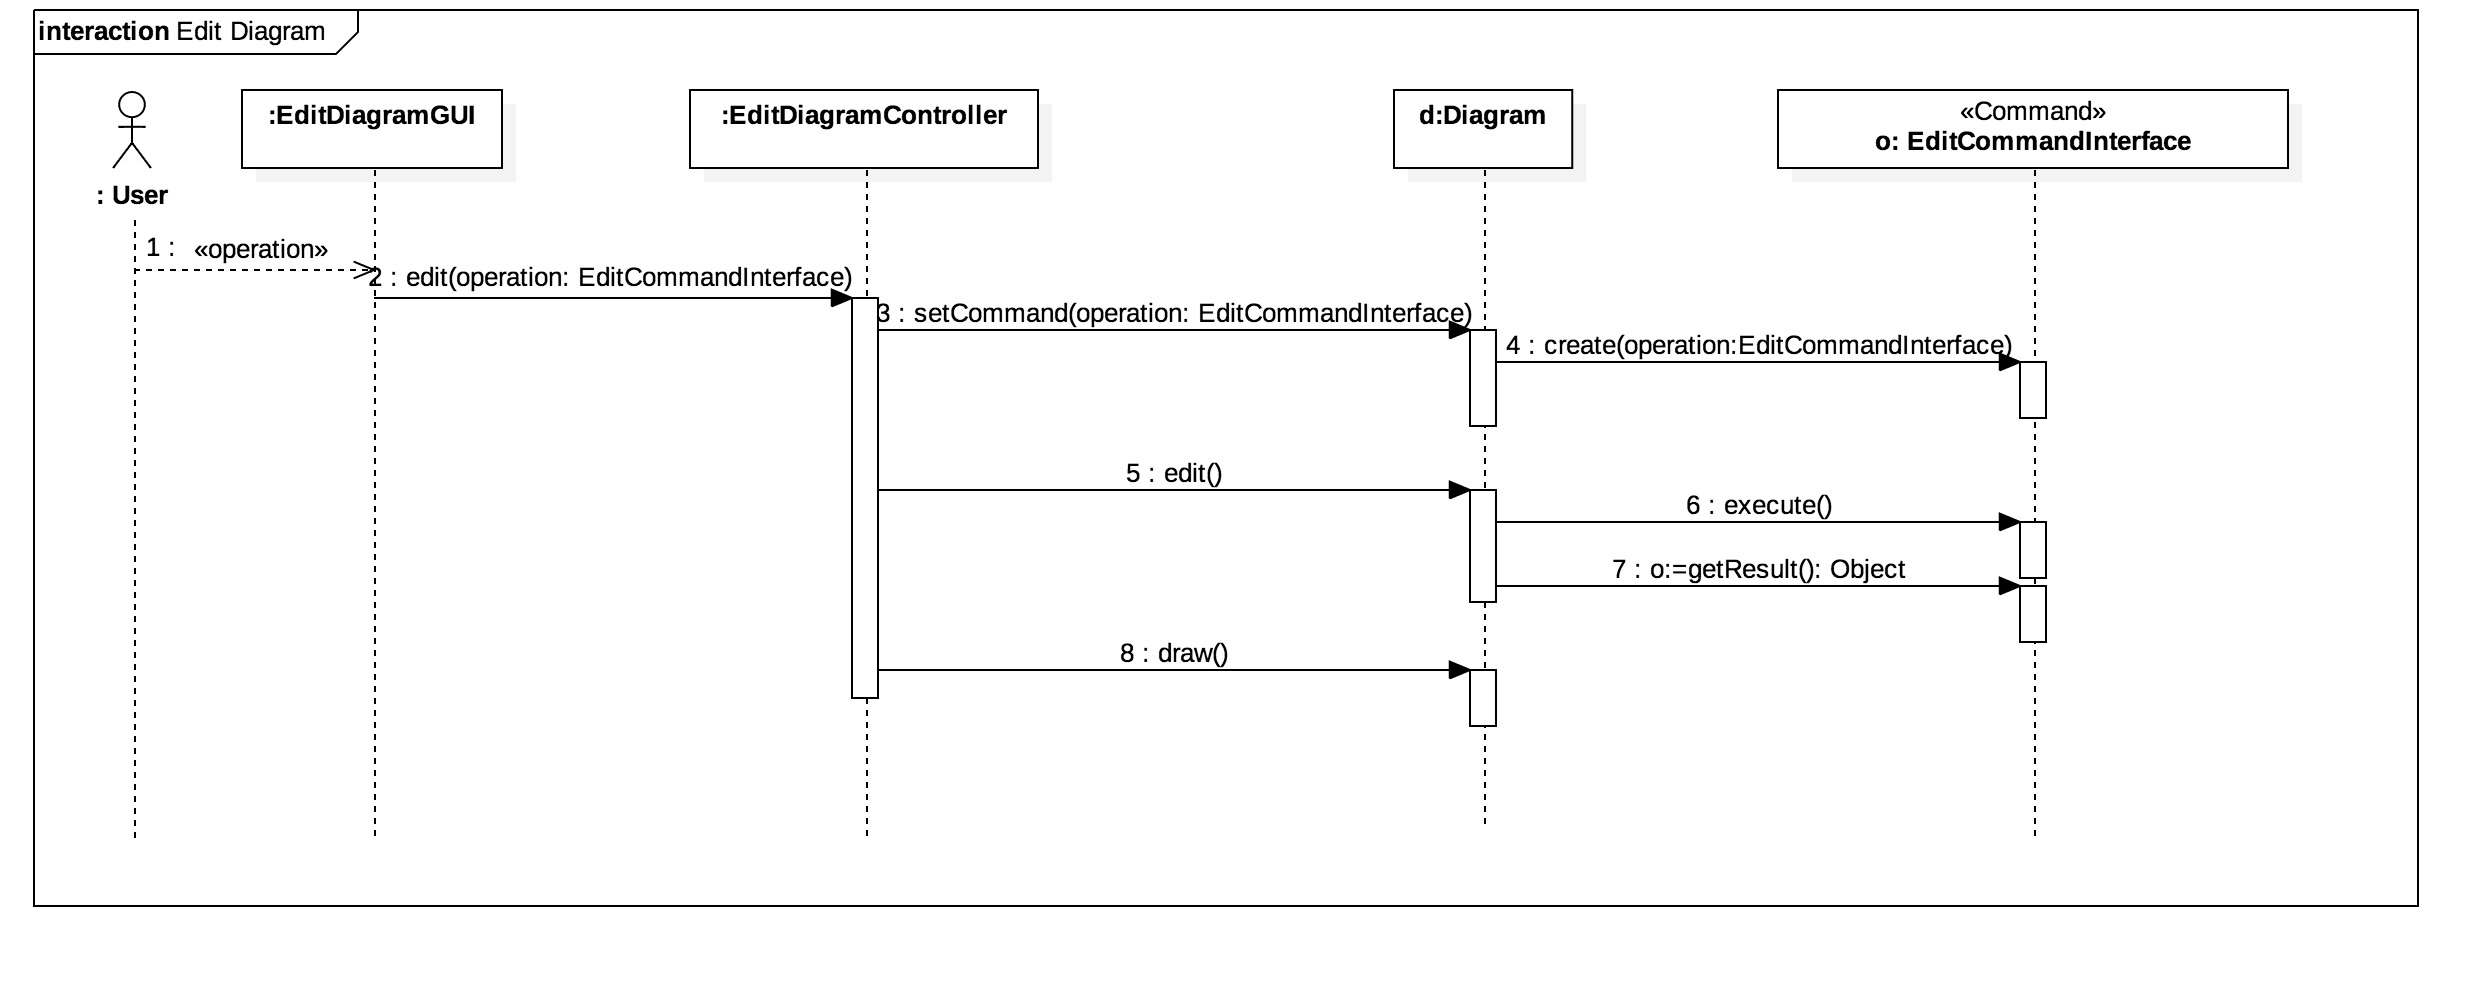 interaction Edit Diagram
: User
:EditDiagramGUI
:EditDiagramController
d:Diagram
«Command»
o: EditCommandInterface
1 : «operation»
2 : edit(operation: EditCommandInterface)
3 : setCommand(operation: EditCommandInterface)
4 : create(operation:EditCommandInterface)
5 : edit()
6 : execute()
7 : o:=getResult(): Object
8 : draw()